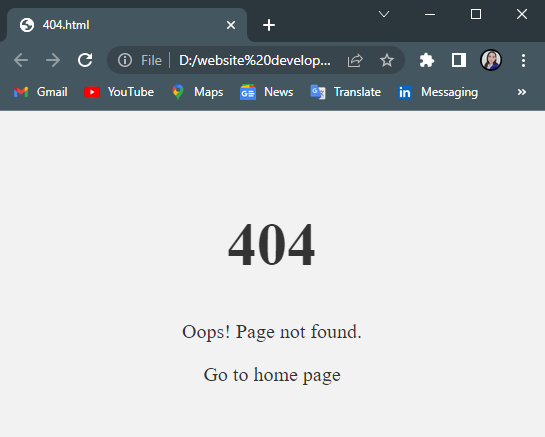 404.html
File D:/website%20develop...
Gmail YouTube Maps News Translate Messaging »
404
Oops! Page not found.
Go to home page